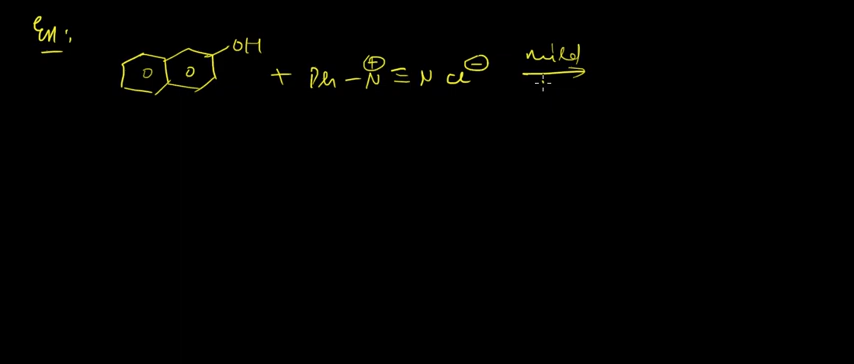 Ex:
mild
OH + Ph – N⊕ ≡ N Cl⊖ →